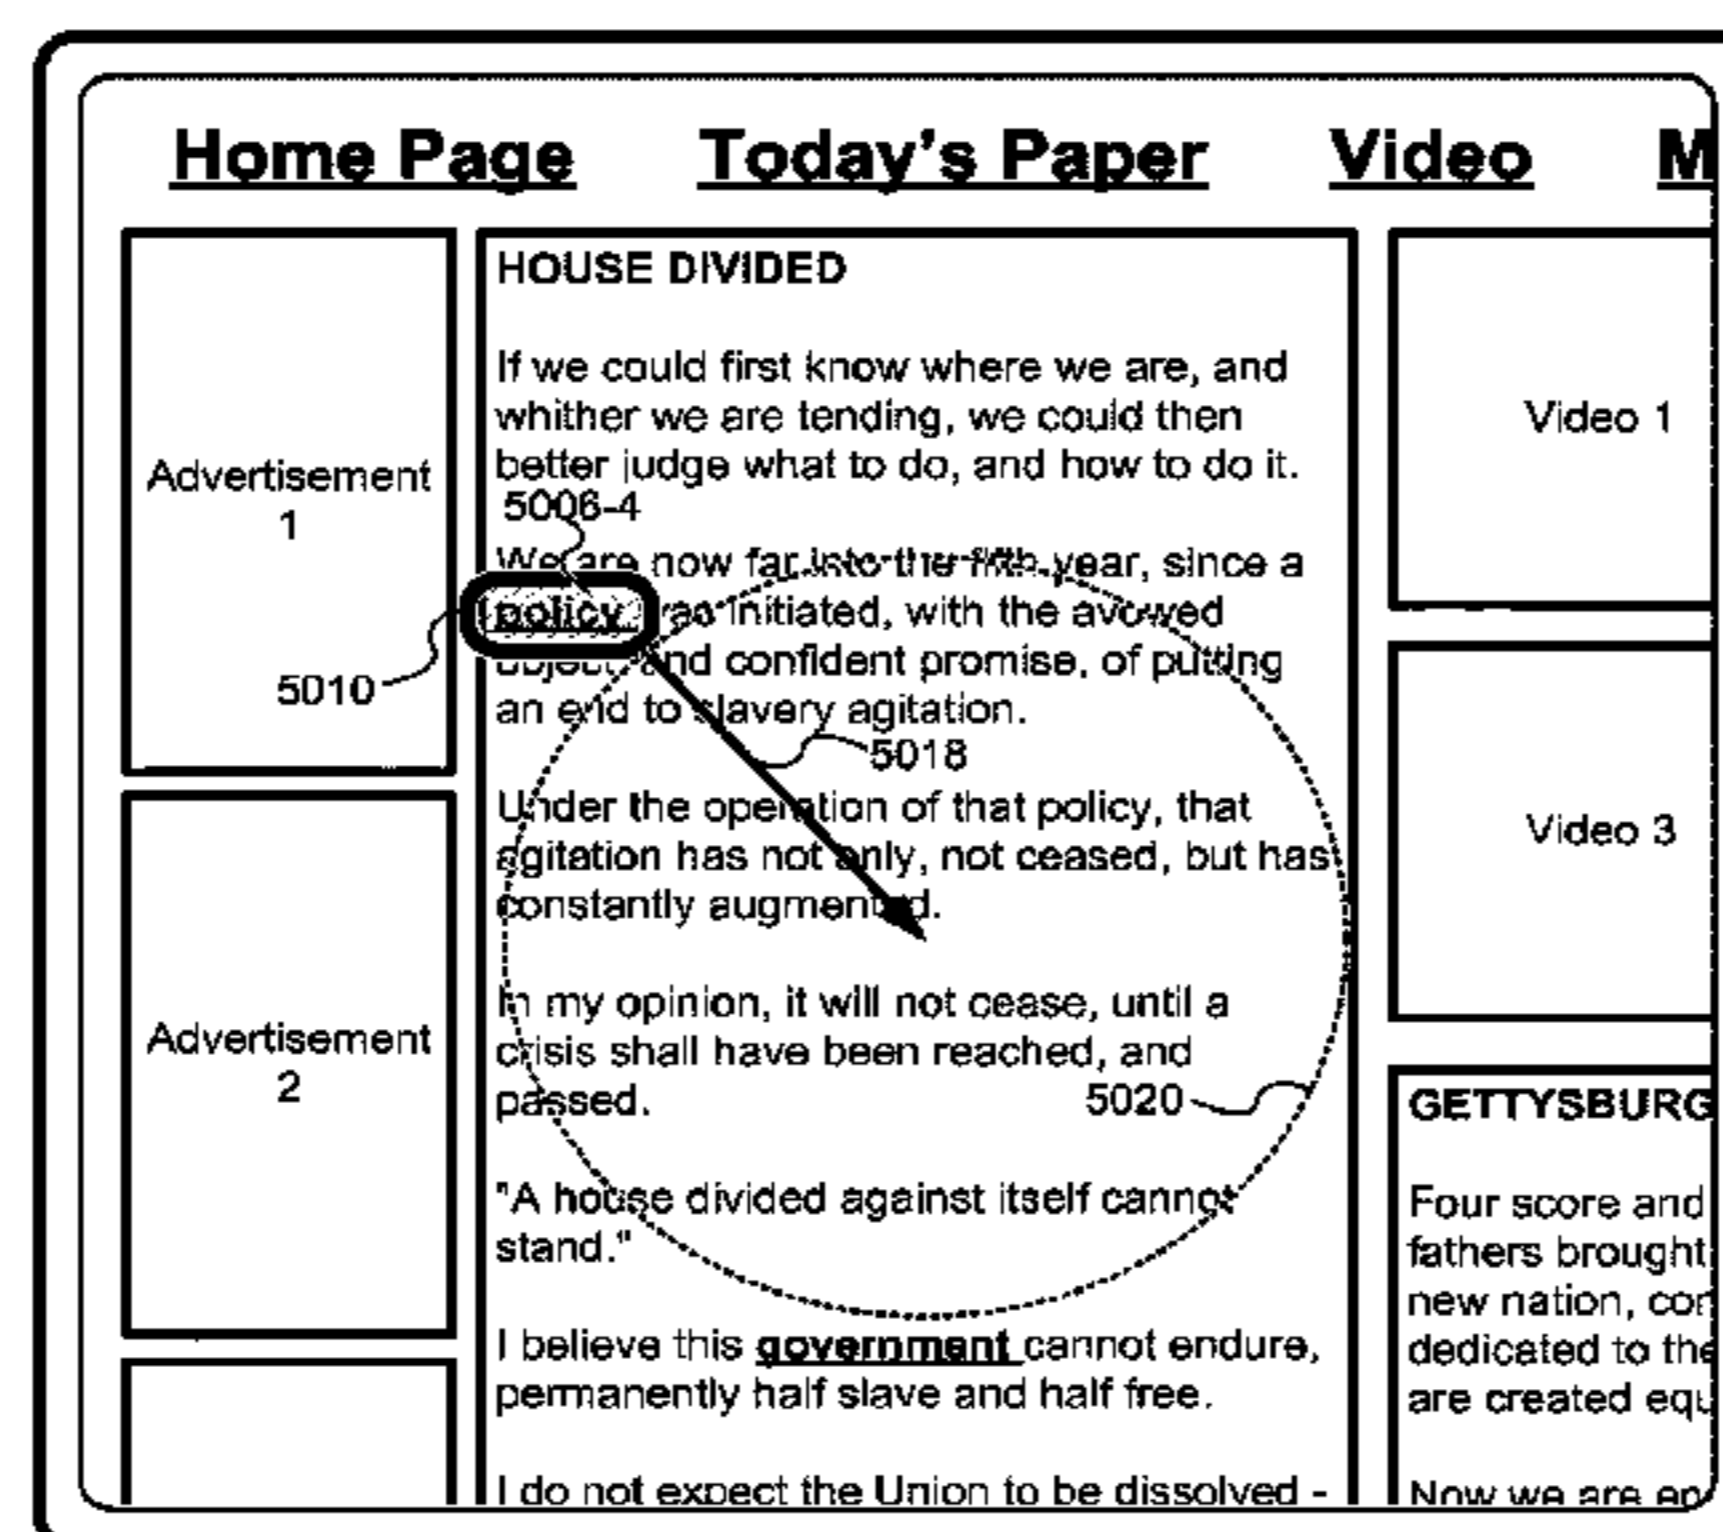 Home Page Today's Paper Video M
Advertisement
1
5010
Advertisement
2
HOUSE DIVIDED
If we could first know where we are, and
whither we are tending, we could then
better judge what to do, and how to do it.
5006-4
We are now far into the fifth year, since a
policy was initiated, with the avowed
object, and confident promise, of putting
an end to slavery agitation.
5018
Under the operation of that policy, that
agitation has not only, not ceased, but has
constantly augmented.
In my opinion, it will not cease, until a
crisis shall have been reached, and
passed.
5020
"A house divided against itself cannot
stand."
I believe this government cannot endure,
permanently half slave and half free.
I do not expect the Union to be dissolved -
Video 1
Video 3
GETTYSBURG
Four score and
fathers brought
new nation, con
dedicated to the
are created equ
Now we are en